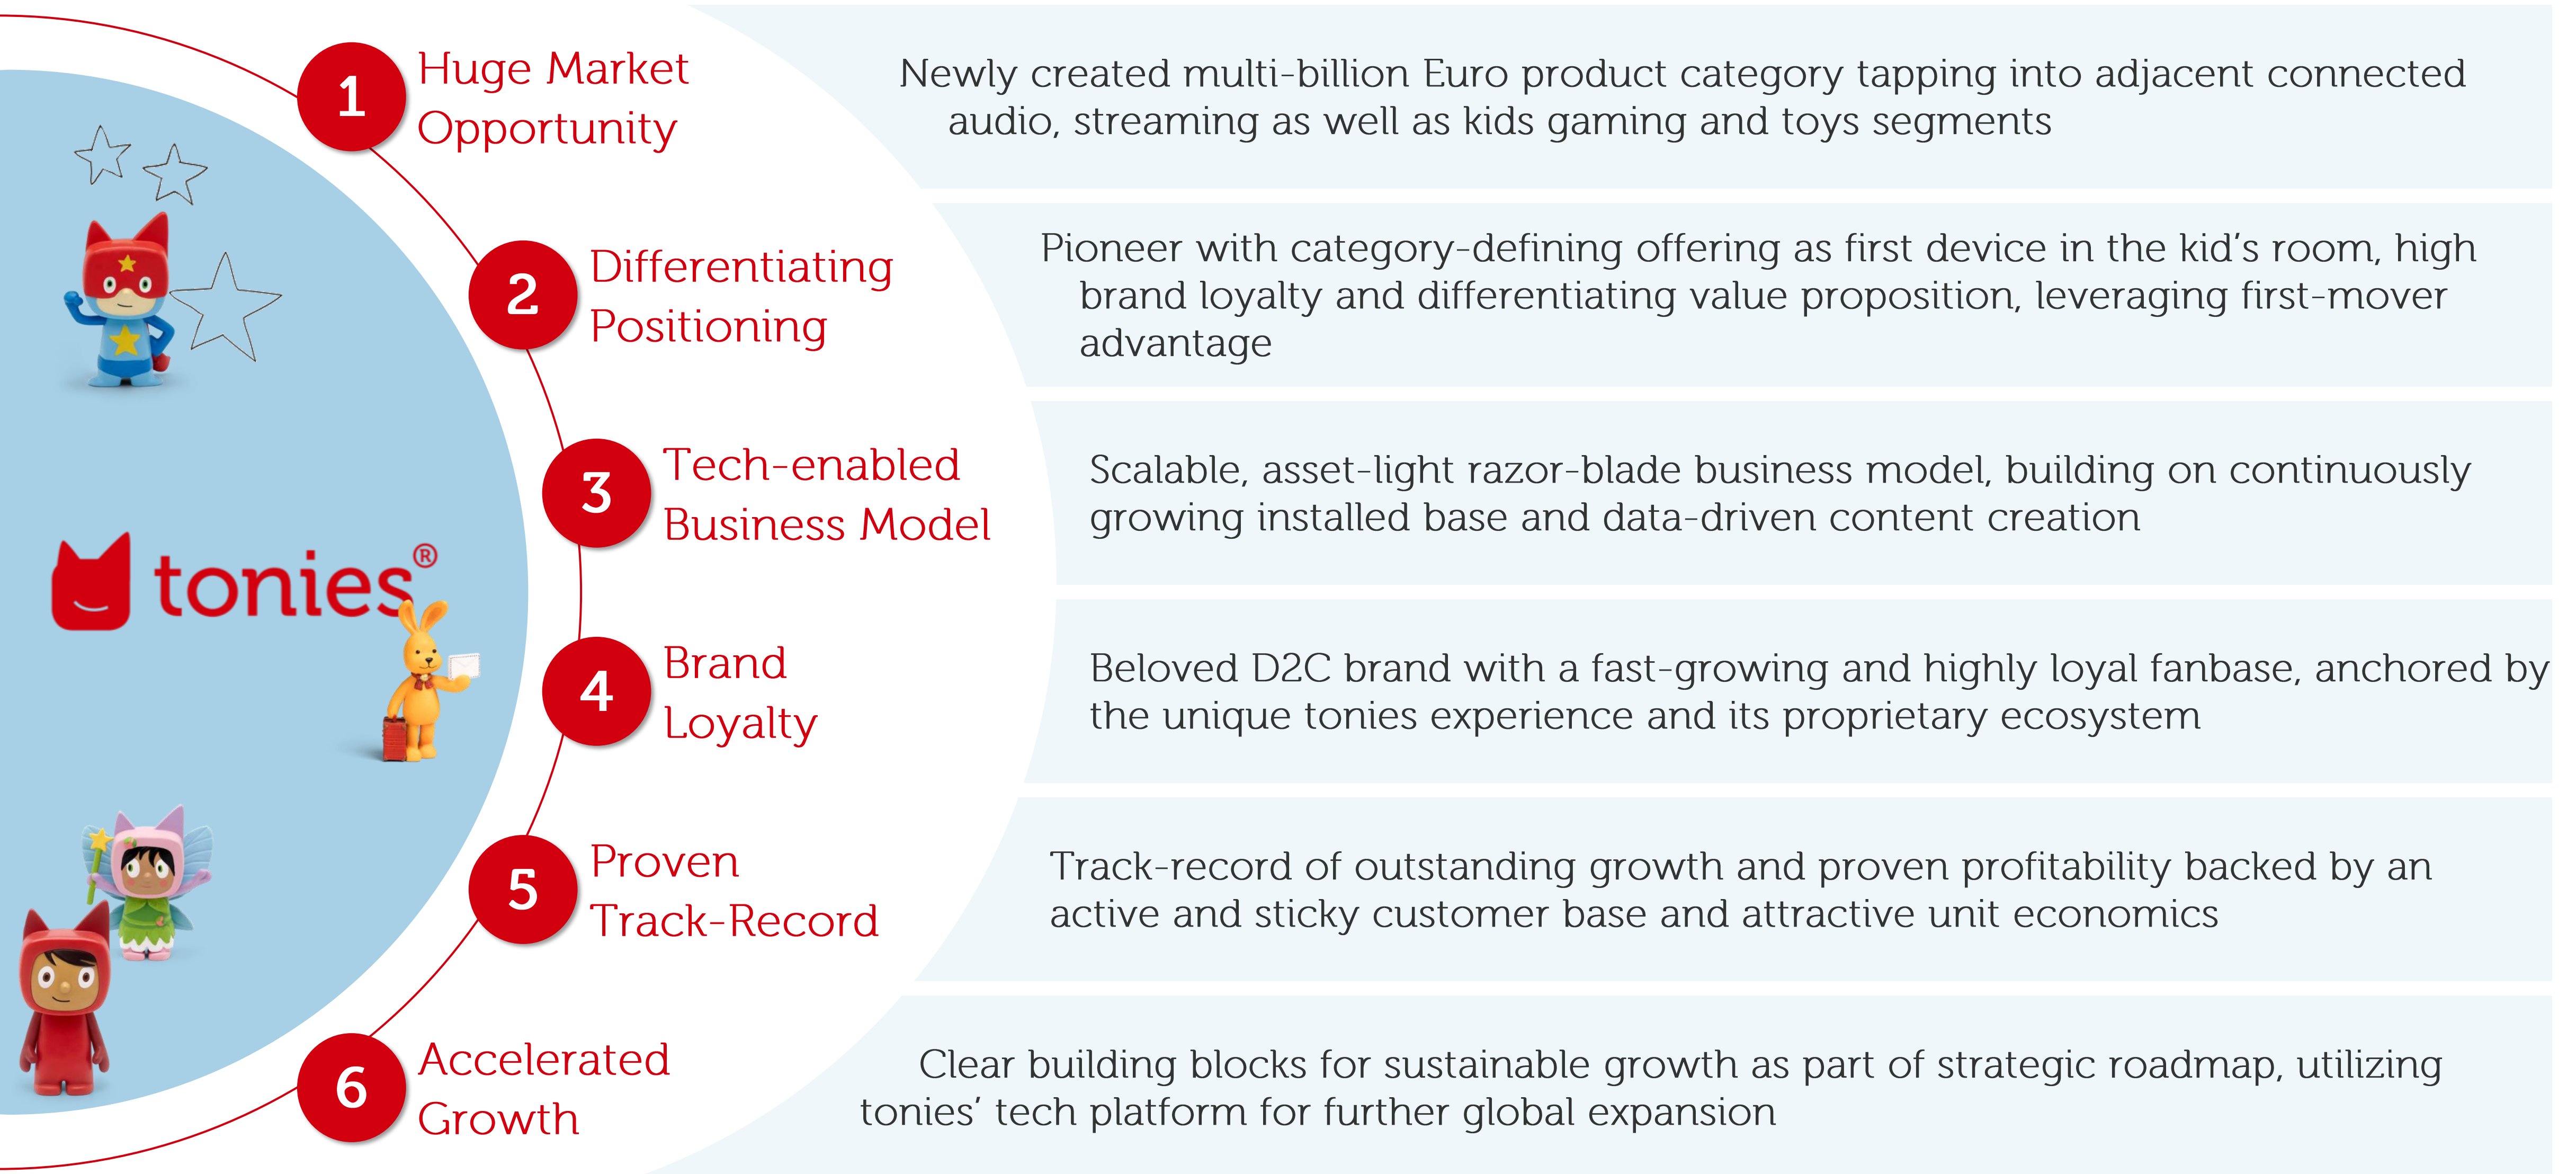 1
Huge Market
Opportunity
Newly created multi-billion Euro product category tapping into adjacent connected
audio, streaming as well as kids gaming and toys segments
2
Differentiating
Positioning
Pioneer with category-defining offering as first device in the kid’s room, high
brand loyalty and differentiating value proposition, leveraging first-mover
advantage
3
Tech-enabled
Business Model
Scalable, asset-light razor-blade business model, building on continuously
growing installed base and data-driven content creation
tonies®
4
Brand
Loyalty
Beloved D2C brand with a fast-growing and highly loyal fanbase, anchored by
the unique tonies experience and its proprietary ecosystem
5
Proven
Track-Record
Track-record of outstanding growth and proven profitability backed by an
active and sticky customer base and attractive unit economics
6
Accelerated
Growth
Clear building blocks for sustainable growth as part of strategic roadmap, utilizing
tonies’ tech platform for further global expansion